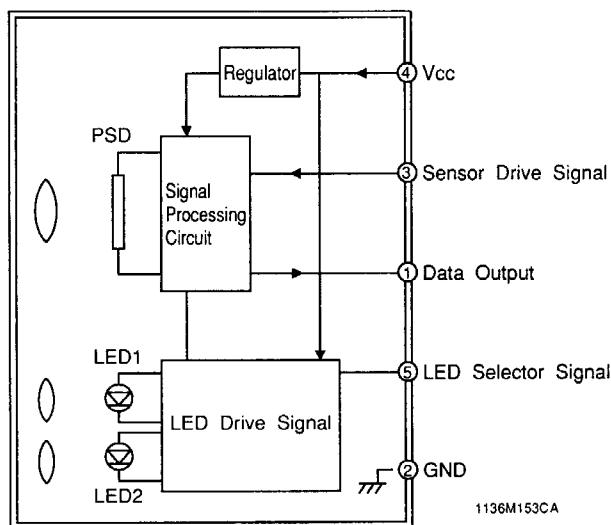 Regulator
④ Vcc
PSD
③ Sensor Drive Signal
Signal
Processing
Circuit
① Data Output
LED1
⑤ LED Selector Signal
LED Drive Signal
LED2
② GND
1136M153CA